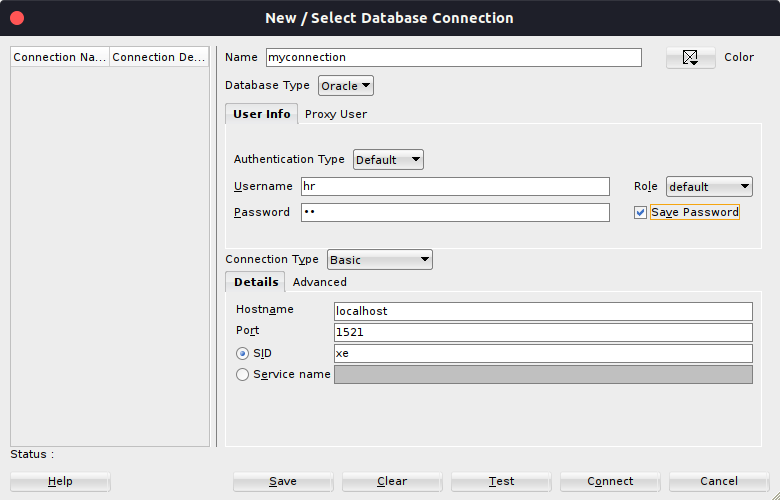 New / Select Database Connection
Connection Na... Connection De...
Name myconnection Color
Database Type Oracle
User Info Proxy User
Authentication Type Default
Username hr Role default
Password •• Save Password
Connection Type Basic
Details Advanced
Hostname localhost
Port 1521
SID xe
Service name
Status :
Help Save Clear Test Connect Cancel